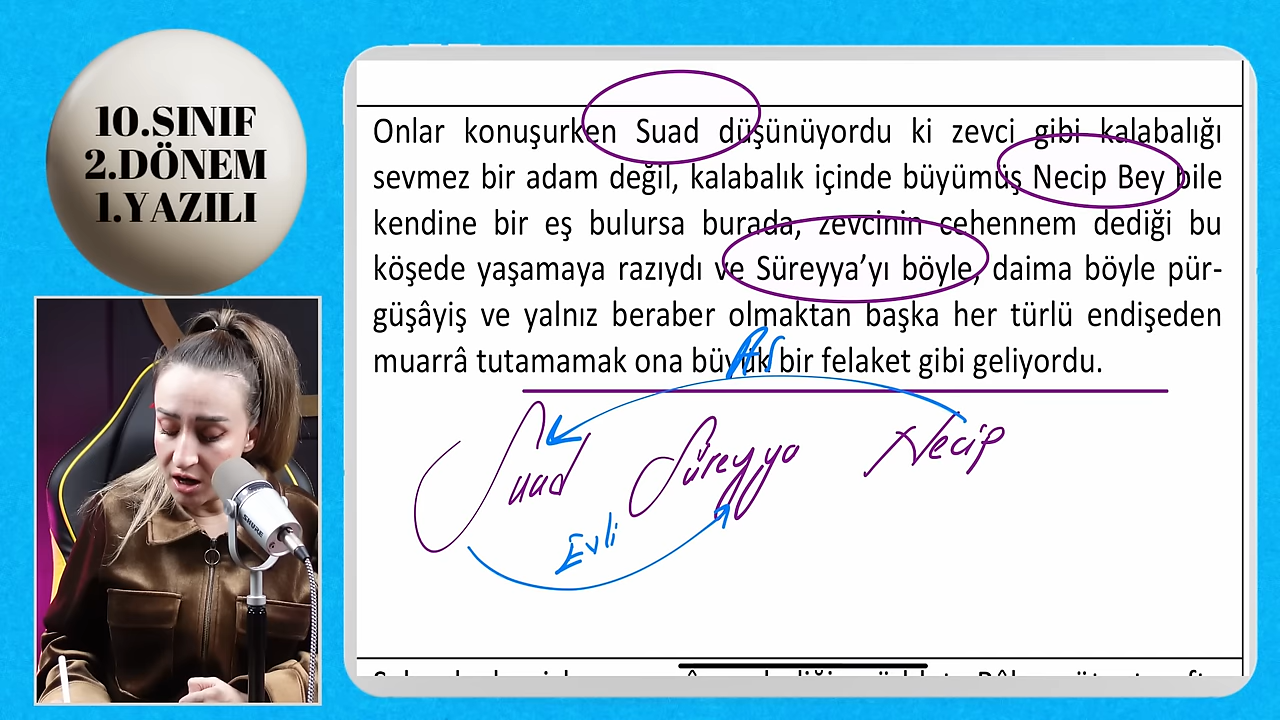 10.SINIF
2.DÖNEM
1.YAZILI
Onlar konuşurken Suad düşünüyordu ki zevci gibi kalabalığı
sevmez bir adam değil, kalabalık içinde büyümüş Necip Bey bile
kendine bir eş bulursa burada, zevcinin cehennem dediği bu
köşede yaşamaya razıydı ve Süreyya’yı böyle, daima böyle pür-
güşâyiş ve yalnız beraber olmaktan başka her türlü endişeden
muarrâ tutamamak ona büyük bir felaket gibi geliyordu.
Suad Süreyya Necip
Evli
SHURE